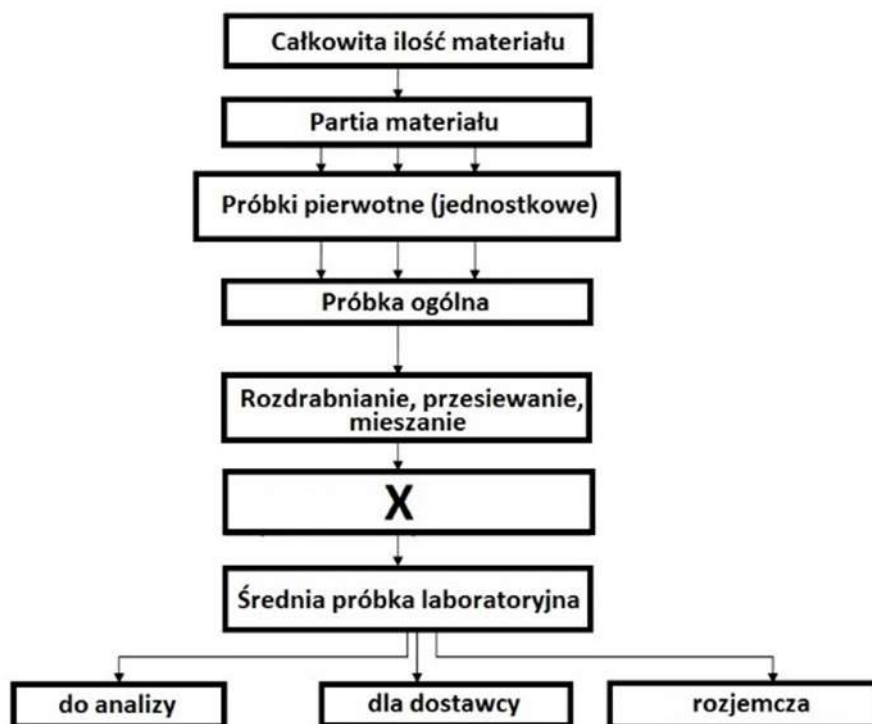 Całkowita ilość materiału
Partia materiału
Próbki pierwotne (jednostkowe)
Próbka ogólna
Rozdrabnianie, przesiewanie,
mieszanie
X
Średnia próbka laboratoryjna
do analizy
dla dostawcy
rozjemcza